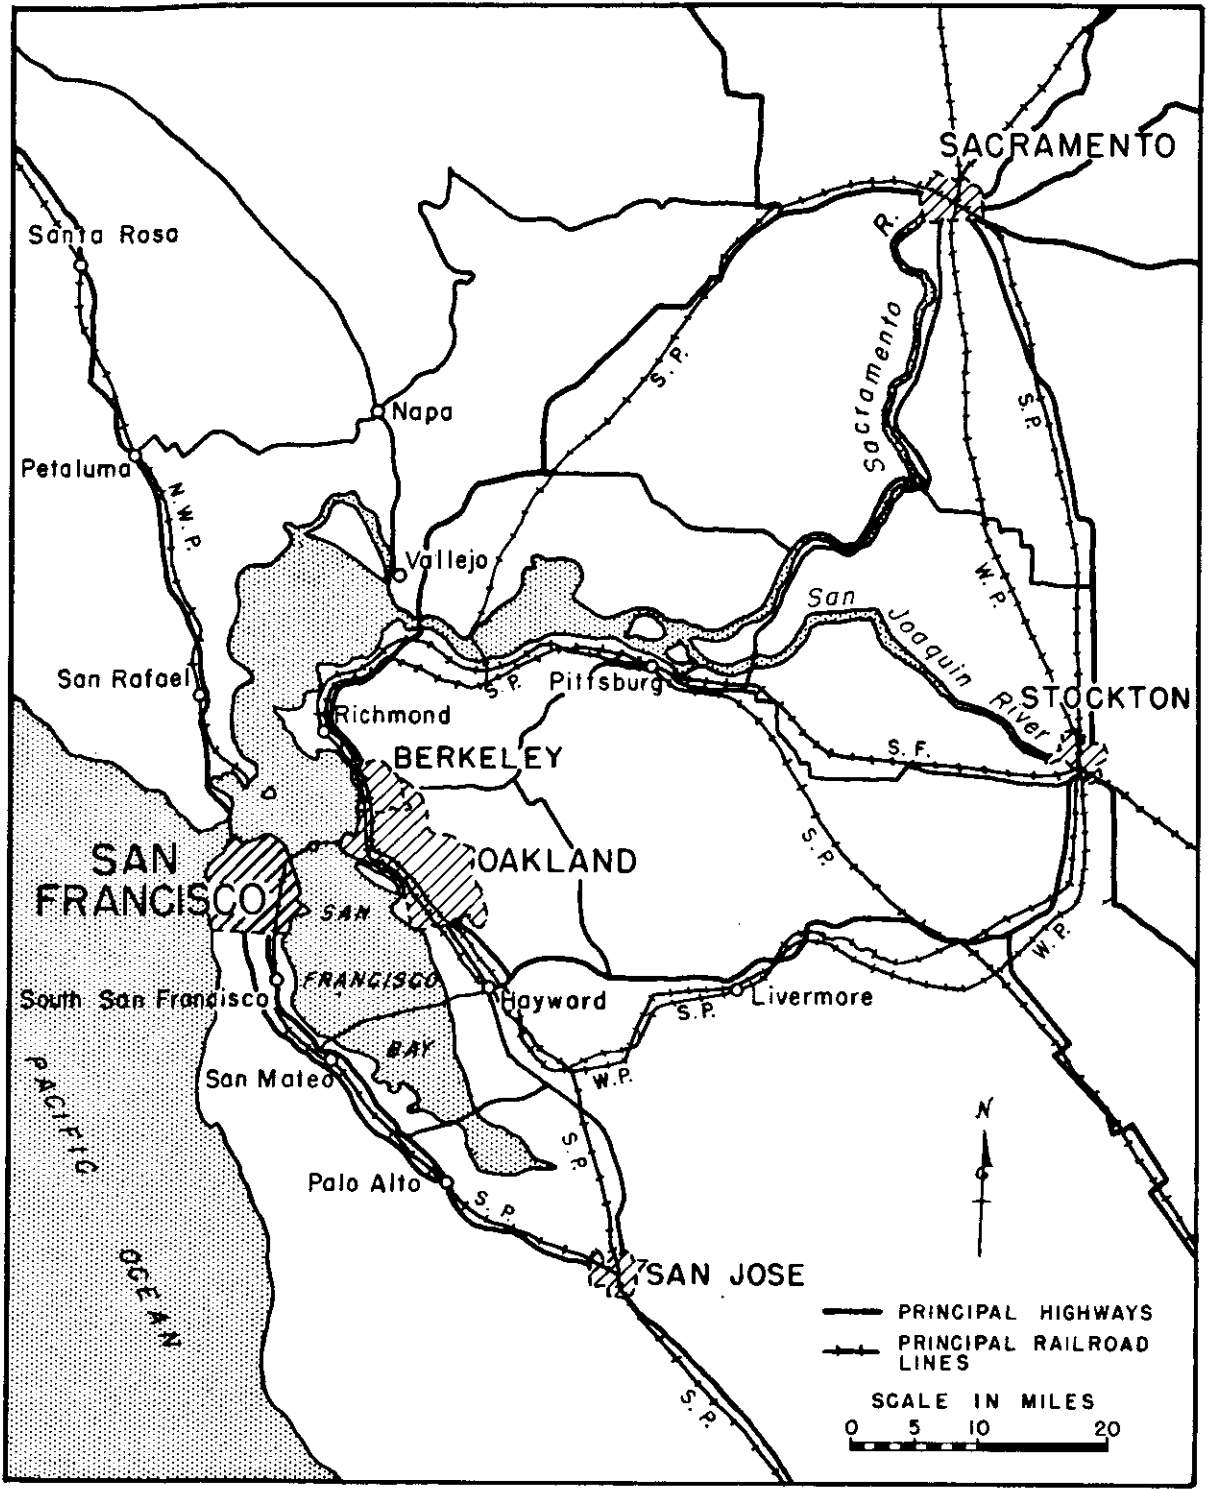 SACRAMENTO
R.
Santa Rosa
Sacramento
S. P.
S. P.
Napa
Petaluma
N. W. P.
Vallejo
W. P.
San
Joaquin
River
San Rafael
S. P.
Pittsburg
STOCKTON
Richmond
BERKELEY
S. F.
S. P.
SAN
FRANCISCO
OAKLAND
SAN
FRANCISCO
BAY
W. P.
South San Francisco
Hayward
Livermore
S. P.
San Mateo
W. P.
PACIFIC
OCEAN
N
S. P.
Palo Alto
S. P.
SAN JOSE
PRINCIPAL HIGHWAYS
PRINCIPAL RAILROAD
LINES
S. P.
SCALE IN MILES
0 5 10 20